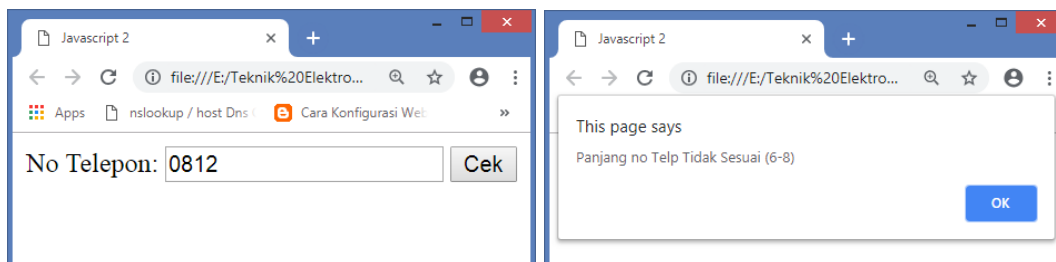 Javascript 2
file:///E:/Teknik%20Elektro...
Apps nslookup / host Dns Cara Konfigurasi Web
No Telepon: 0812 Cek
Javascript 2
file:///E:/Teknik%20Elektro...
This page says
Panjang no Telp Tidak Sesuai (6-8)
OK